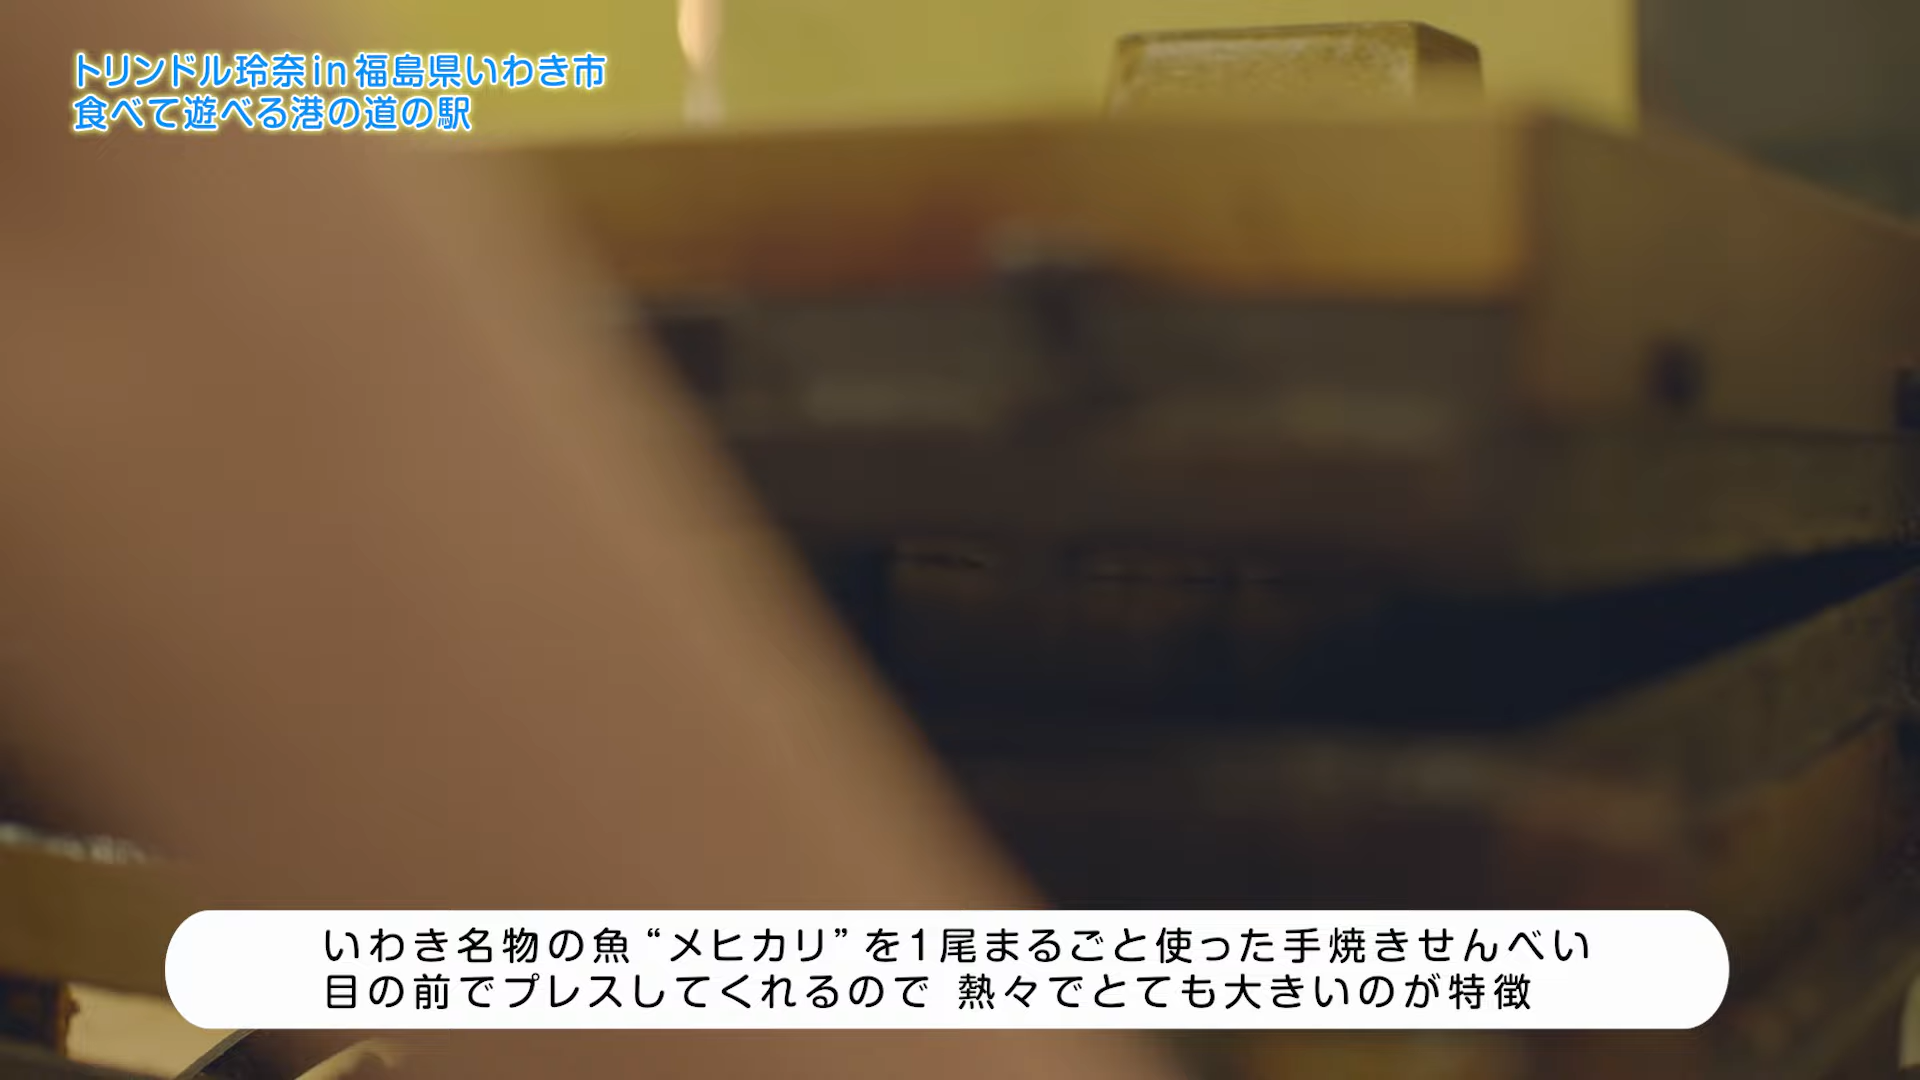 トリンドル玲奈in福島県いわき市
食べて遊べる港の道の駅
いわき名物の魚“メヒカリ”を1尾まるごと使った手焼きせんべい
目の前でプレスしてくれるので 熱々でとても大きいのが特徴